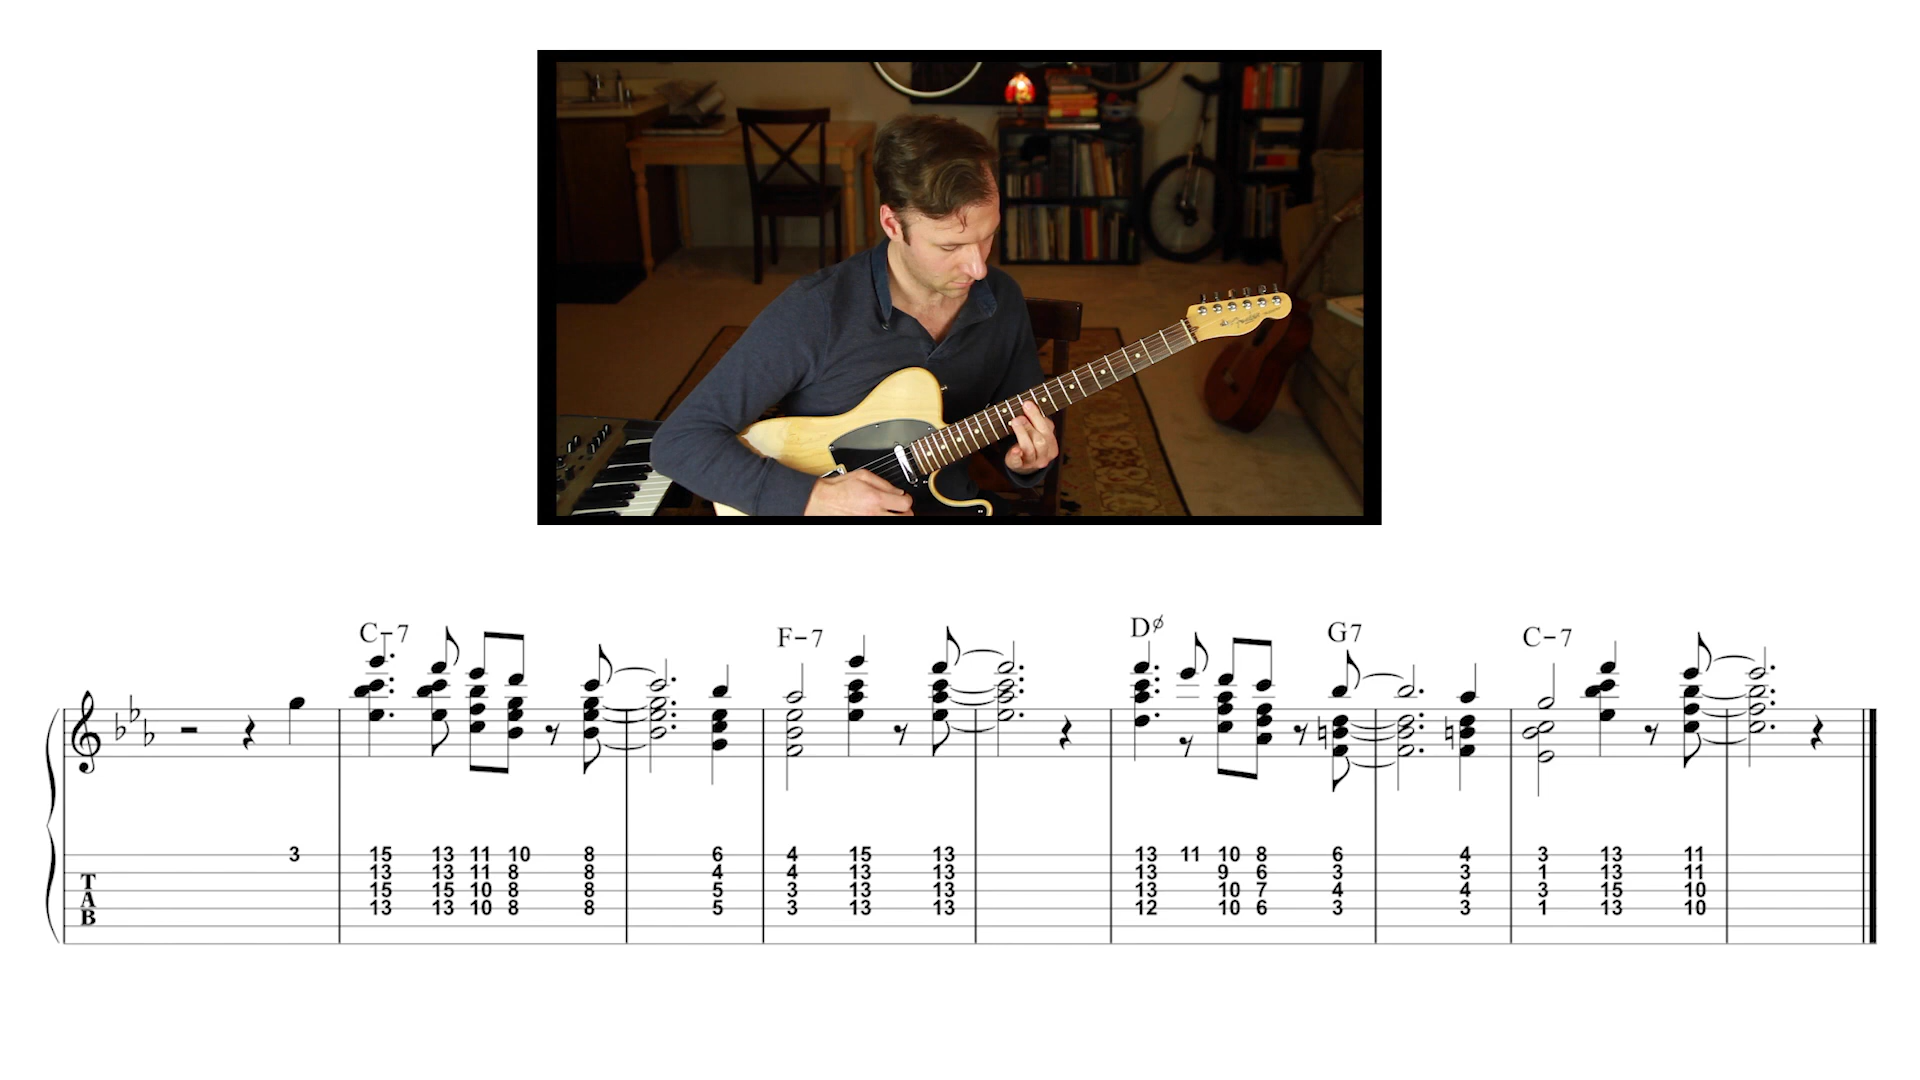 Fender
C-7 F-7 Dø G7 C-7
3 15 13 11 10 8 6 4 15 13 13 11 10 8 6 4 3 13 11
13 13 11 8 8 4 4 13 13 13 9 6 3 3 1 13 11
T 15 15 10 8 8 5 3 13 13 13 10 7 4 4 3 15 10
A 13 13 10 8 8 5 3 13 13 12 10 6 3 3 1 13 10
B